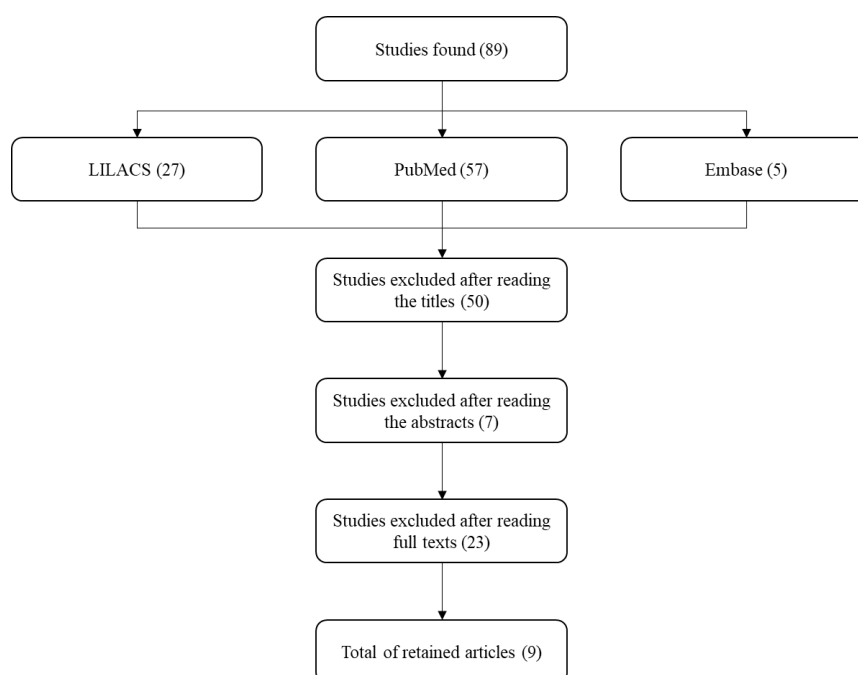 Studies found (89)
LILACS (27)
PubMed (57)
Embase (5)
Studies excluded after reading
the titles (50)
Studies excluded after reading
the abstracts (7)
Studies excluded after reading
full texts (23)
Total of retained articles (9)